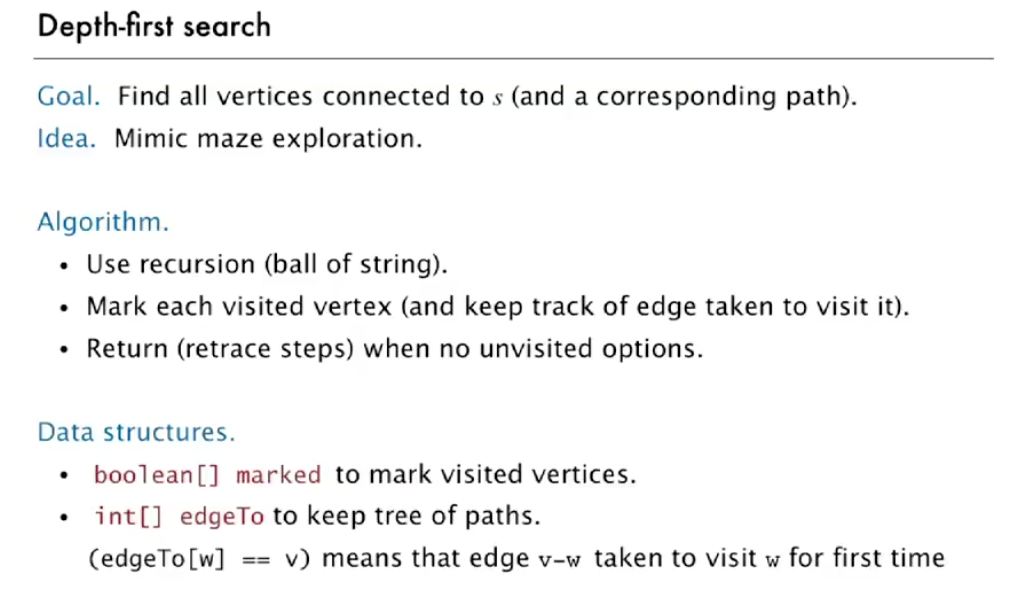 Depth-first search
Goal. Find all vertices connected to s (and a corresponding path).
Idea. Mimic maze exploration.
Algorithm.
• Use recursion (ball of string).
• Mark each visited vertex (and keep track of edge taken to visit it).
• Return (retrace steps) when no unvisited options.
Data structures.
• boolean[] marked to mark visited vertices.
• int[] edgeTo to keep tree of paths.
(edgeTo[w] == v) means that edge v-w taken to visit w for first time